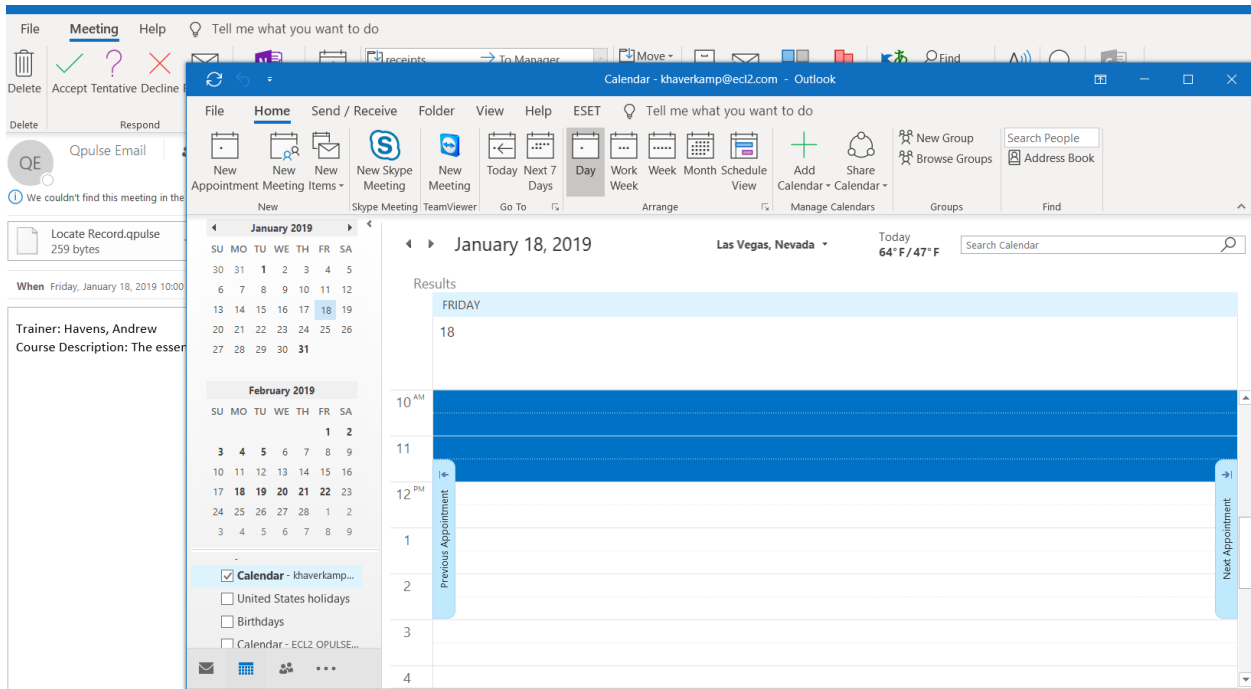 File Meeting Help Tell me what you want to do
receipts To Manager Move Find
Delete Accept Tentative Decline
Delete Respond
QE Qpulse Email
We couldn't find this meeting in the
Locate Record.qpulse
259 bytes
When Friday, January 18, 2019 10:00
Trainer: Havens, Andrew
Course Description: The essen
Calendar - khaverkamp@ecl2.com - Outlook
File Home Send / Receive Folder View Help ESET Tell me what you want to do
New Appointment
New Meeting
New Items
New
New Skype Meeting
Skype Meeting
New Meeting
TeamViewer
Today
Next 7 Days
Go To
Day
Work Week
Week
Month
Schedule View
Arrange
Add Calendar
Share Calendar
Manage Calendars
New Group
Browse Groups
Groups
Search People
Address Book
Find
January 2019
SU MO TU WE TH FR SA
30 31 1 2 3 4 5
6 7 8 9 10 11 12
13 14 15 16 17 18 19
20 21 22 23 24 25 26
27 28 29 30 31
February 2019
SU MO TU WE TH FR SA
1 2
3 4 5 6 7 8 9
10 11 12 13 14 15 16
17 18 19 20 21 22 23
24 25 26 27 28 1 2
3 4 5 6 7 8 9
Calendar - khaverkamp...
United States holidays
Birthdays
Calendar - ECL2 QPULSE...
January 18, 2019
Las Vegas, Nevada
Today
64°F/47°F
Search Calendar
Results
FRIDAY
18
10 AM
11
12 PM
1
2
3
4
Previous Appointment
Next Appointment